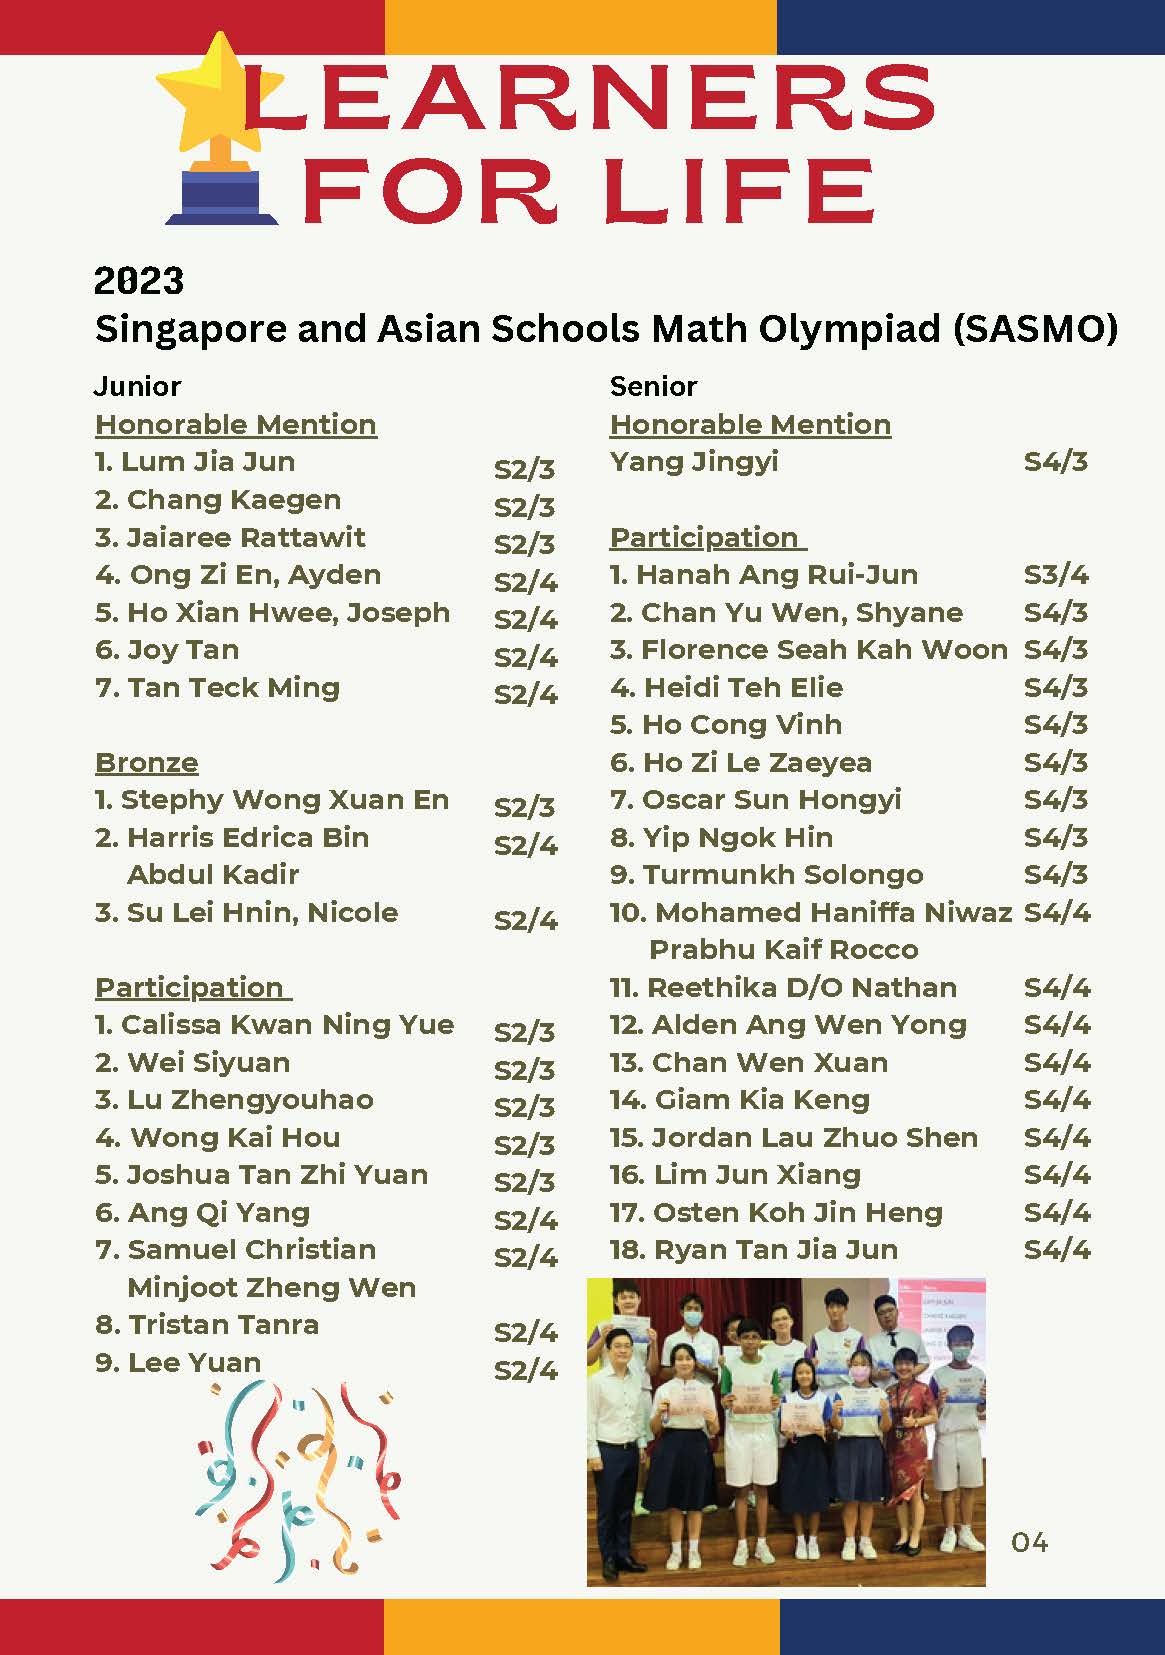 LEARNERS
FOR LIFE
2023
Singapore and Asian Schools Math Olympiad (SASMO)
Junior
Honorable Mention
1. Lum Jia Jun S2/3
2. Chang Kaegen S2/3
3. Jaiaree Rattawit S2/3
4. Ong Zi En, Ayden S2/4
5. Ho Xian Hwee, Joseph S2/4
6. Joy Tan S2/4
7. Tan Teck Ming S2/4
Bronze
1. Stephy Wong Xuan En S2/3
2. Harris Edrica Bin S2/4
Abdul Kadir
3. Su Lei Hnin, Nicole S2/4
Participation
1. Calissa Kwan Ning Yue S2/3
2. Wei Siyuan S2/3
3. Lu Zhengyouhao S2/3
4. Wong Kai Hou S2/3
5. Joshua Tan Zhi Yuan S2/3
6. Ang Qi Yang S2/4
7. Samuel Christian S2/4
Minjoot Zheng Wen
8. Tristan Tanra S2/4
9. Lee Yuan S2/4
Senior
Honorable Mention
Yang Jingyi S4/3
Participation
1. Hanah Ang Rui-Jun S3/4
2. Chan Yu Wen, Shyane S4/3
3. Florence Seah Kah Woon S4/3
4. Heidi Teh Elie S4/3
5. Ho Cong Vinh S4/3
6. Ho Zi Le Zaeyea S4/3
7. Oscar Sun Hongyi S4/3
8. Yip Ngok Hin S4/3
9. Turmunkh Solongo S4/3
10. Mohamed Haniffa Niwaz S4/4
Prabhu Kaif Rocco
11. Reethika D/O Nathan S4/4
12. Alden Ang Wen Yong S4/4
13. Chan Wen Xuan S4/4
14. Giam Kia Keng S4/4
15. Jordan Lau Zhuo Shen S4/4
16. Lim Jun Xiang S4/4
17. Osten Koh Jin Heng S4/4
18. Ryan Tan Jia Jun S4/4
04